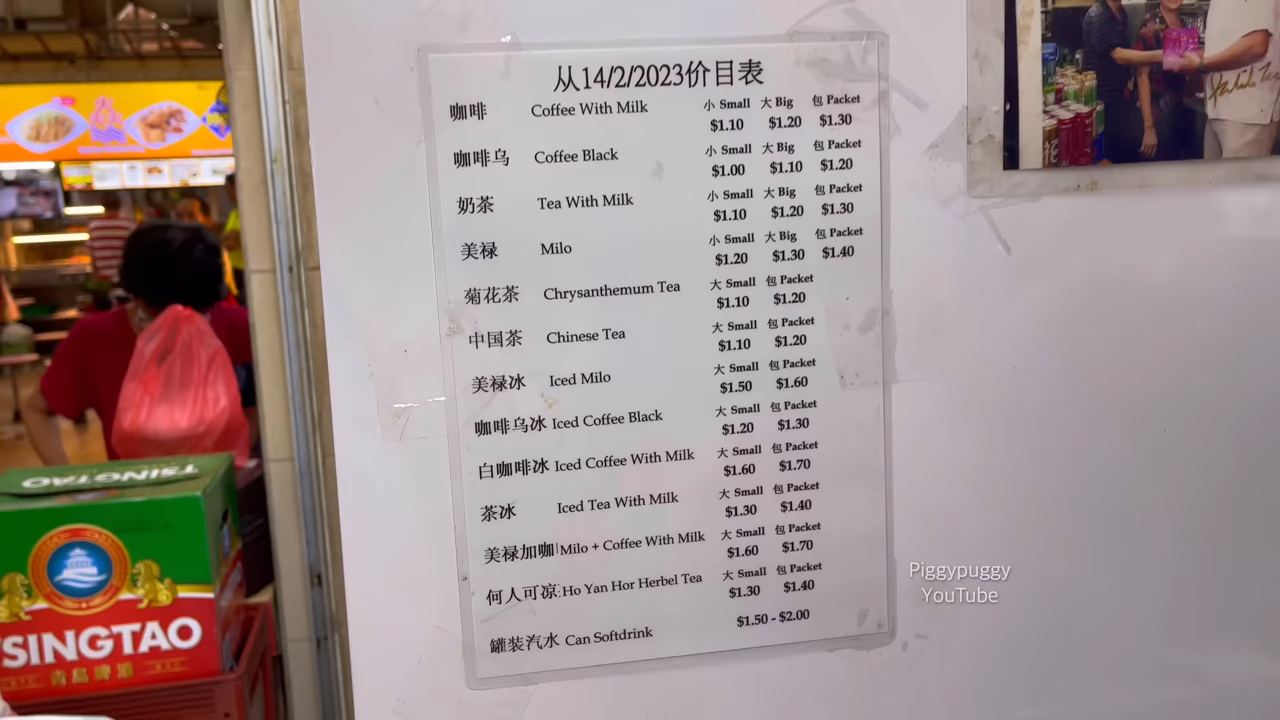 从14/2/2023价目表
咖啡 Coffee With Milk 小 Small 大 Big 包 Packet
$1.10 $1.20 $1.30
咖啡乌 Coffee Black 小 Small 大 Big 包 Packet
$1.00 $1.10 $1.20
奶茶 Tea With Milk 小 Small 大 Big 包 Packet
$1.10 $1.20 $1.30
美禄 Milo 小 Small 大 Big 包 Packet
$1.20 $1.30 $1.40
菊花茶 Chrysanthemum Tea 大 Small 包 Packet
$1.10 $1.20
中国茶 Chinese Tea 大 Small 包 Packet
$1.10 $1.20
美禄冰 Iced Milo 大 Small 包 Packet
$1.50 $1.60
咖啡乌冰 Iced Coffee Black 大 Small 包 Packet
$1.20 $1.30
白咖啡冰 Iced Coffee With Milk 大 Small 包 Packet
$1.60 $1.70
茶冰 Iced Tea With Milk 大 Small 包 Packet
$1.30 $1.40
美禄加咖 Milo + Coffee With Milk 大 Small 包 Packet
$1.60 $1.70
何人可凉: Ho Yan Hor Herbel Tea 大 Small 包 Packet
$1.30 $1.40
罐装汽水 Can Softdrink $1.50 - $2.00
TSINGTAO
TSINGTAO
青島啤酒
Piggypuggy
YouTube